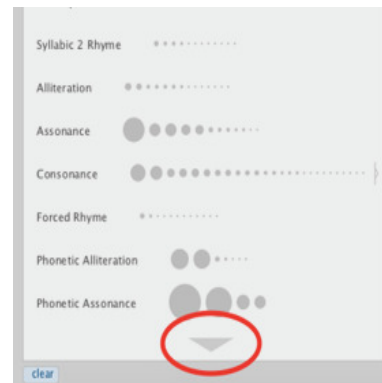 Syllabic 2 Rhyme
Alliteration
Assonance
Consonance
Forced Rhyme
Phonetic Alliteration
Phonetic Assonance
clear